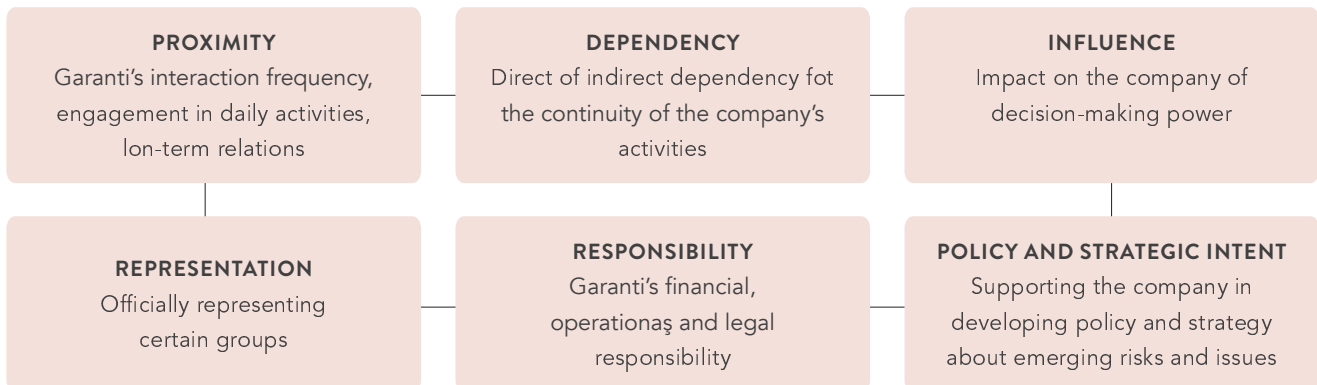 PROXIMITY
Garanti's interaction frequency,
engagement in daily activities,
lon-term relations
DEPENDENCY
Direct of indirect dependency fot
the continuity of the company's
activities
INFLUENCE
Impact on the company of
decision-making power
REPRESENTATION
Officially representing
certain groups
RESPONSIBILITY
Garanti's financial,
operationaş and legal
responsibility
POLICY AND STRATEGIC INTENT
Supporting the company in
developing policy and strategy
about emerging risks and issues